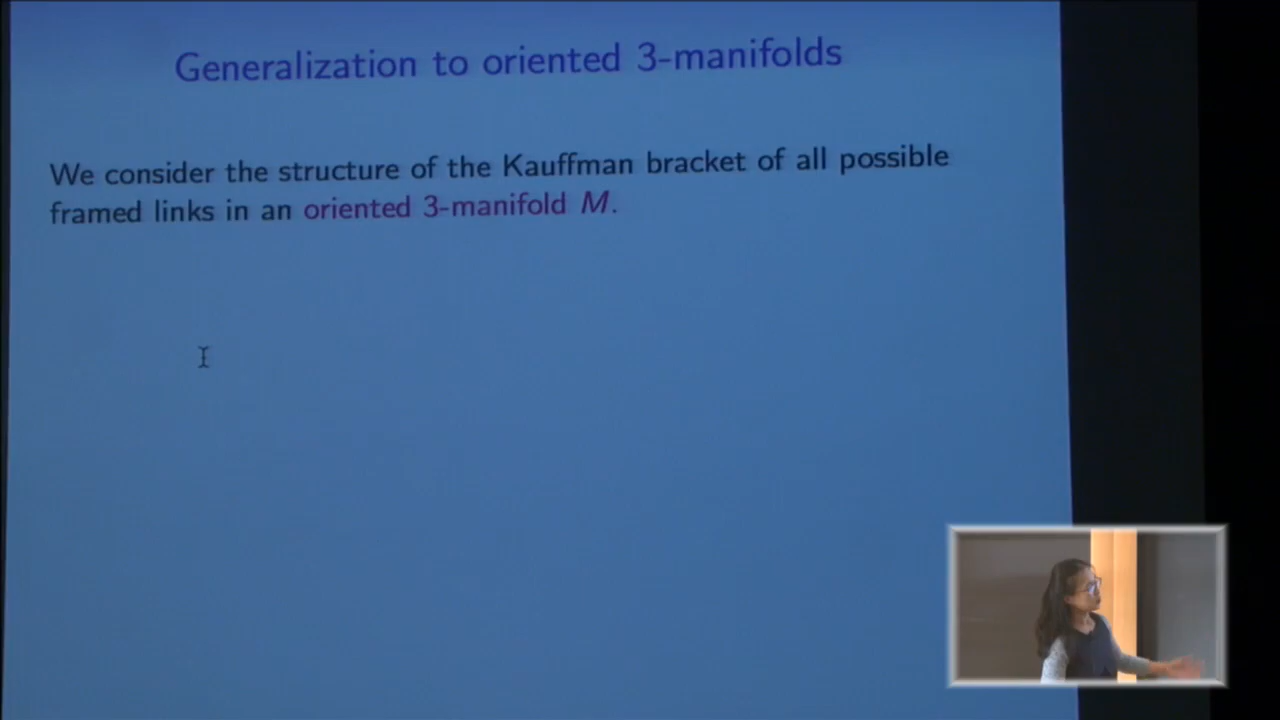 Generalization to oriented 3-manifolds
We consider the structure of the Kauffman bracket of all possible
framed links in an oriented 3-manifold M.